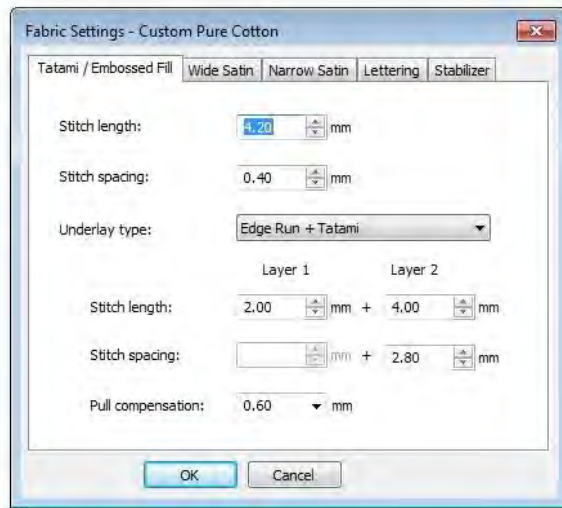 Fabric Settings - Custom Pure Cotton
Tatami / Embossed Fill Wide Satin Narrow Satin Lettering Stabilizer
Stitch length: 4.20 mm
Stitch spacing: 0.40 mm
Underlay type: Edge Run + Tatami
Layer 1 Layer 2
Stitch length: 2.00 mm + 4.00 mm
Stitch spacing: mm + 2.80 mm
Pull compensation: 0.60 mm
OK Cancel